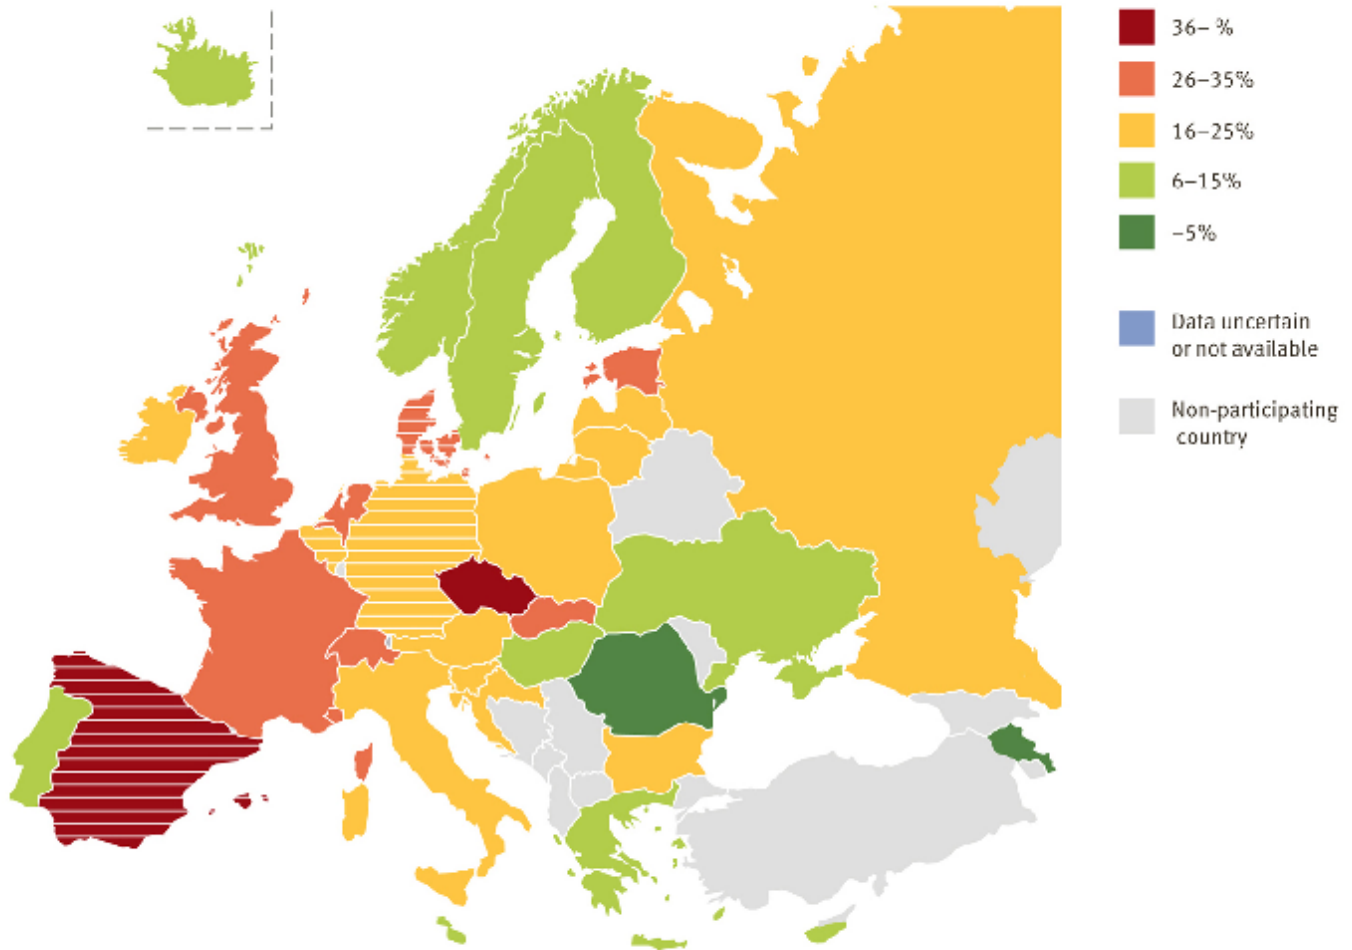 36– %
26–35%
16–25%
6–15%
–5%
Data uncertain
or not available
Non-participating
country